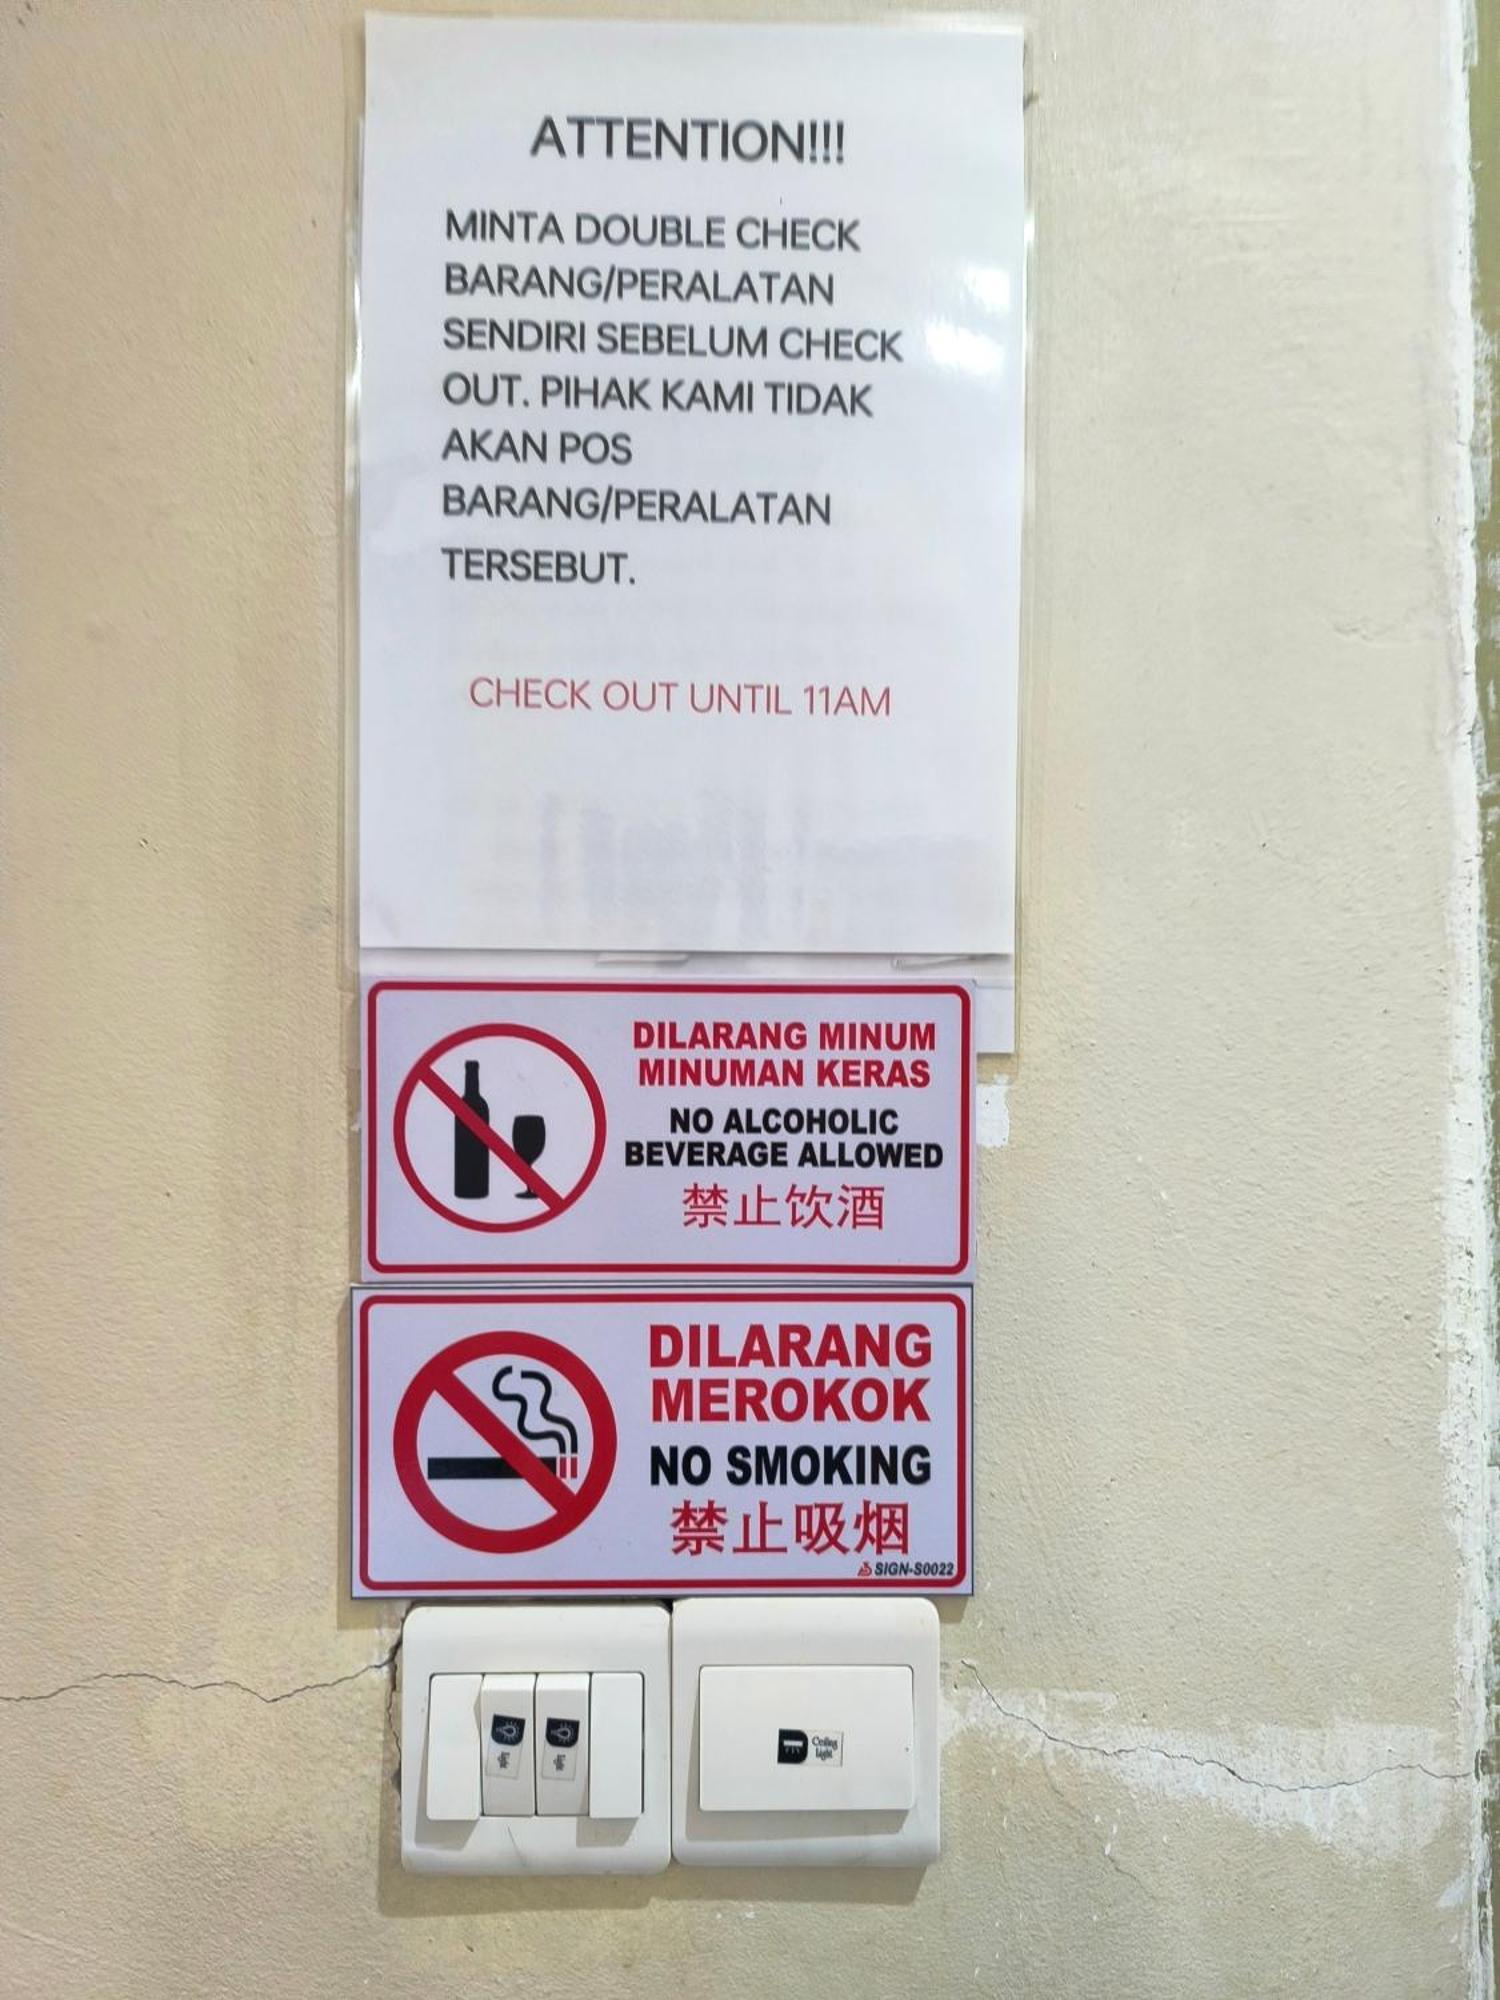 ATTENTION!!!
MINTA DOUBLE CHECK
BARANG/PERALATAN
SENDIRI SEBELUM CHECK
OUT. PIHAK KAMI TIDAK
AKAN POS
BARANG/PERALATAN
TERSEBUT.
CHECK OUT UNTIL 11AM
DILARANG MINUM
MINUMAN KERAS
NO ALCOHOLIC
BEVERAGE ALLOWED
禁止饮酒
DILARANG
MEROKOK
NO SMOKING
禁止吸烟
SIGN-S0022
Ceiling
Light